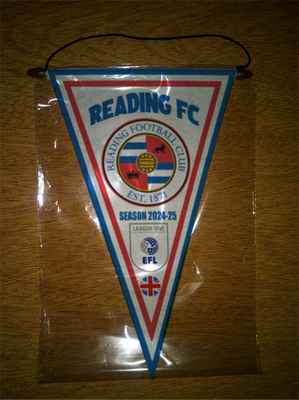 READING FC
READING FOOTBALL CLUB
EST. 1871
SEASON 2024-25
LEAGUE ONE
EFL